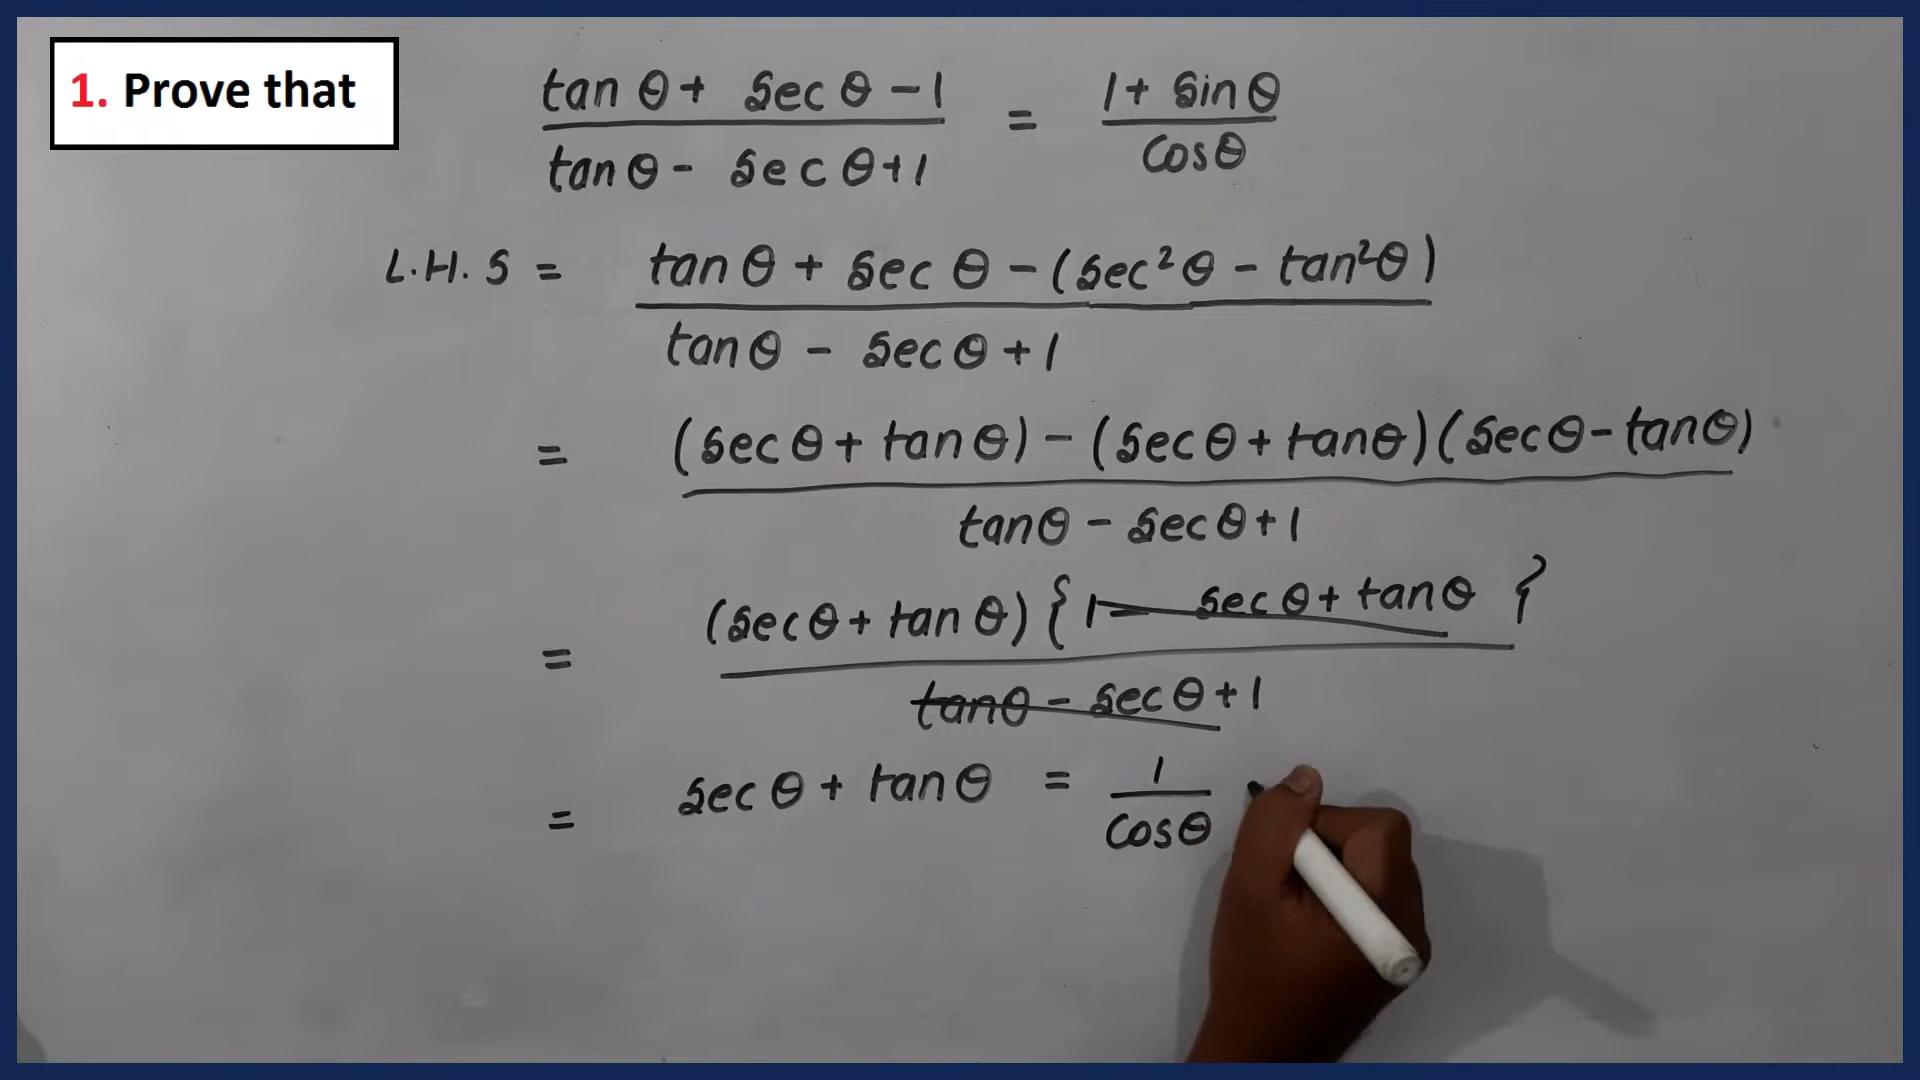 1. Prove that
tan θ + sec θ − 1 / tan θ − sec θ + 1 = 1 + sin θ / cos θ
L.H.S = tan θ + sec θ − (sec² θ − tan² θ) / tan θ − sec θ + 1
= (sec θ + tan θ) − (sec θ + tan θ)(sec θ − tan θ) / tan θ − sec θ + 1
= (sec θ + tan θ) { 1 − sec θ + tan θ } / tan θ − sec θ + 1
= sec θ + tan θ = 1 / cos θ